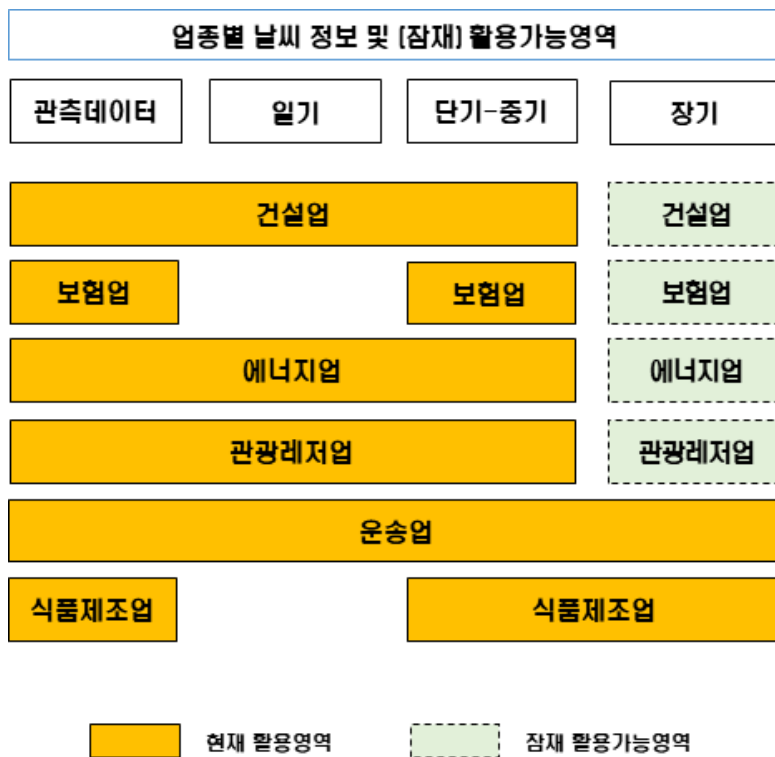 업종별 날씨 정보 및 (잠재) 활용가능영역
관측데이터 일기 단기-중기 장기
건설업 건설업
보험업 보험업 보험업
에너지업 에너지업
관광레저업 관광레저업
운송업
식품제조업 식품제조업
현재 활용영역 잠재 활용가능영역